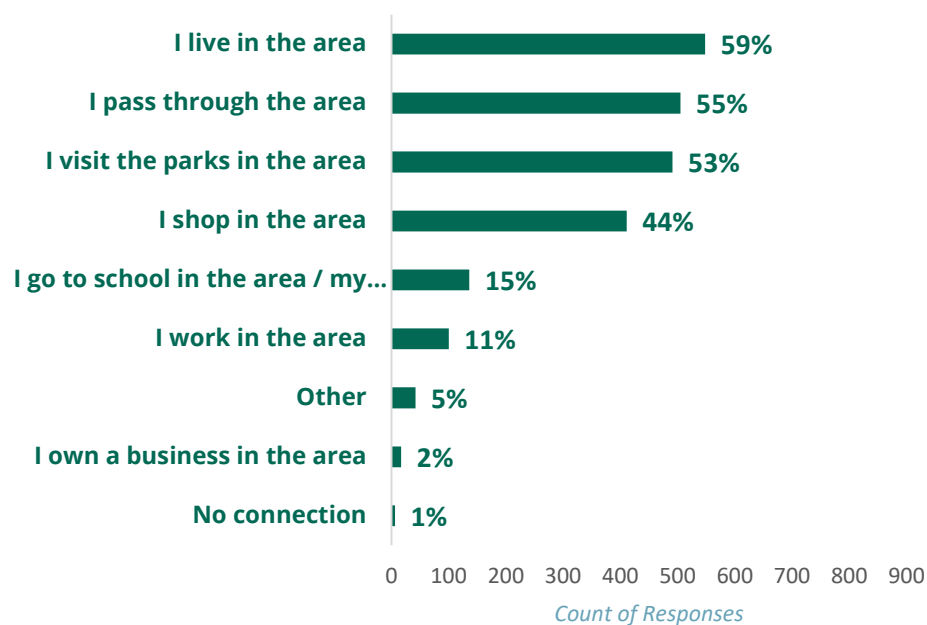 I live in the area 59%
I pass through the area 55%
I visit the parks in the area 53%
I shop in the area 44%
I go to school in the area / my... 15%
I work in the area 11%
Other 5%
I own a business in the area 2%
No connection 1%
0 100 200 300 400 500 600 700 800 900
Count of Responses